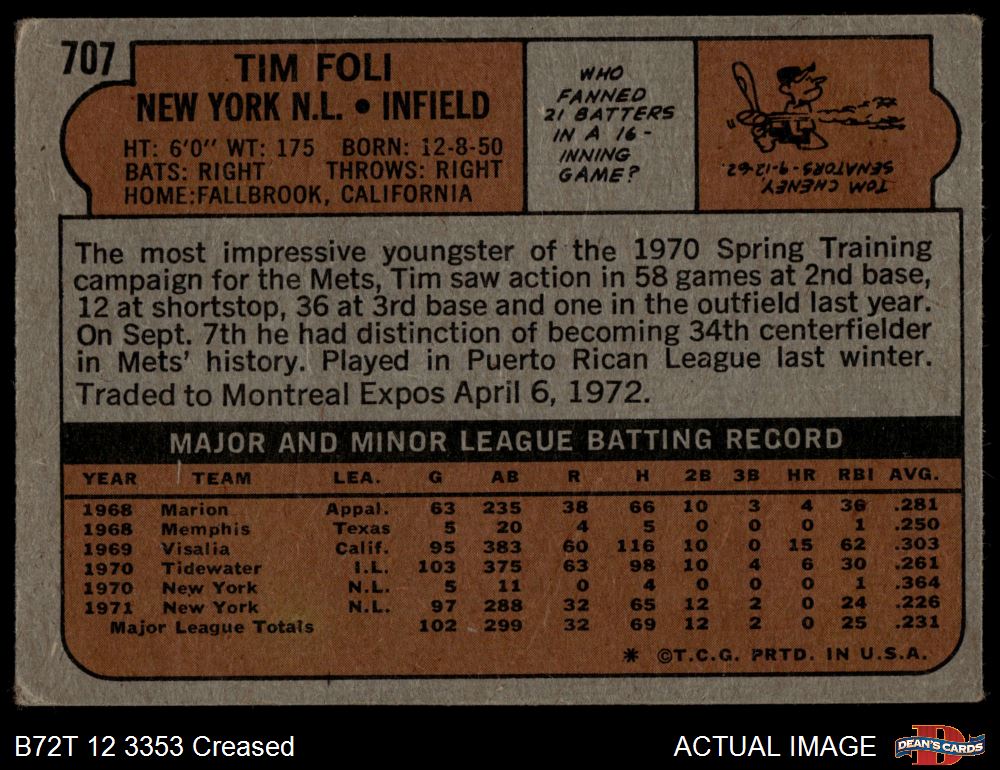 707
TIM FOLI
NEW YORK N.L. • INFIELD
HT: 6'0" WT: 175 BORN: 12-8-50
BATS: RIGHT THROWS: RIGHT
HOME:FALLBROOK, CALIFORNIA
WHO
FANNED
21 BATTERS
IN A 16-
INNING
GAME?
TOM CHENEY
SENATORS-9-12-62.
The most impressive youngster of the 1970 Spring Training
campaign for the Mets, Tim saw action in 58 games at 2nd base,
12 at shortstop, 36 at 3rd base and one in the outfield last year.
On Sept. 7th he had distinction of becoming 34th centerfielder
in Mets' history. Played in Puerto Rican League last winter.
Traded to Montreal Expos April 6, 1972.
MAJOR AND MINOR LEAGUE BATTING RECORD
YEAR TEAM LEA. G AB R H 2B 3B HR RBI AVG.
1968 Marion Appal. 63 235 38 66 10 3 4 36 .281
1968 Memphis Texas 5 20 4 5 0 0 0 1 .250
1969 Visalia Calif. 95 383 60 116 10 0 15 62 .303
1970 Tidewater I.L. 103 375 63 98 10 4 6 30 .261
1970 New York N.L. 5 11 0 4 0 0 0 1 .364
1971 New York N.L. 97 288 32 65 12 2 0 24 .226
Major League Totals 102 299 32 69 12 2 0 25 .231
* ©T.C.G. PRTD. IN U.S.A.
B72T 12 3353 Creased
ACTUAL IMAGE
DEAN'S CARDS